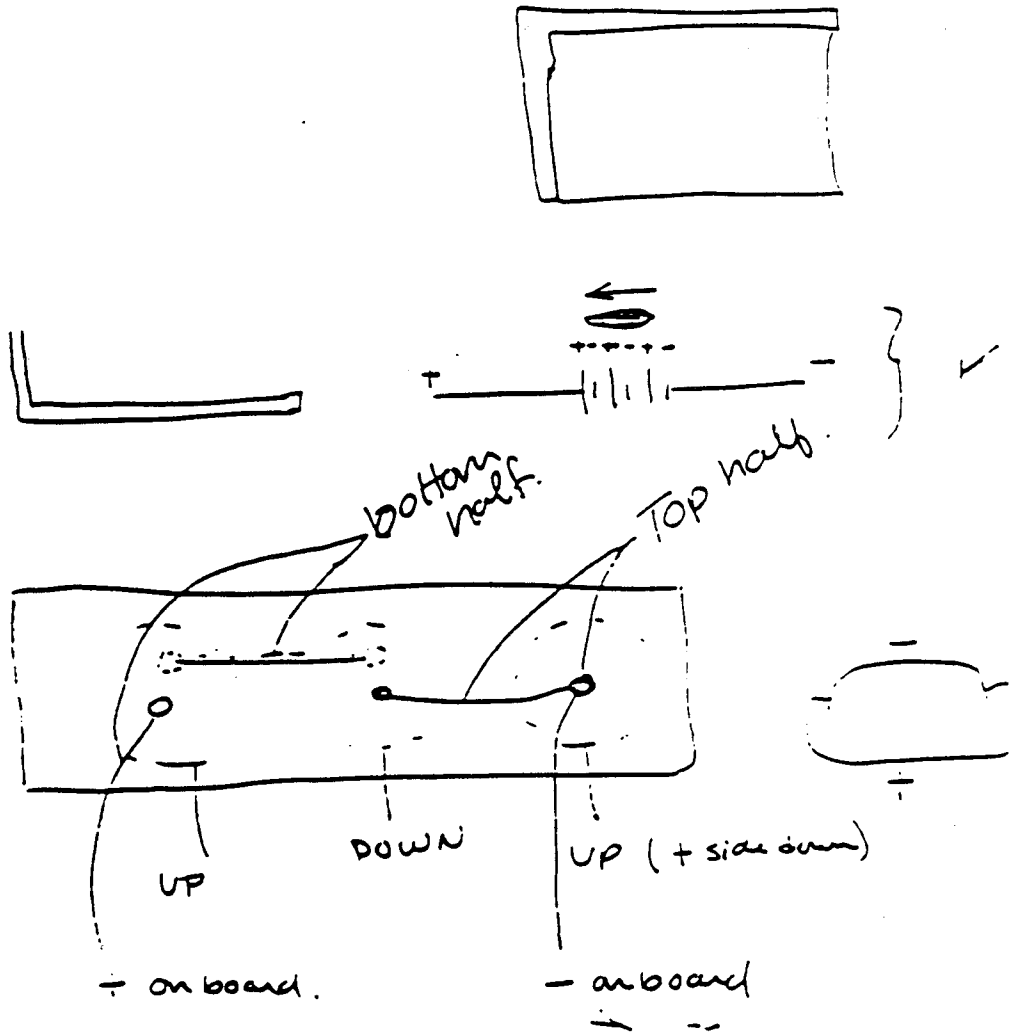 + -
bottom
half.
Top half.
UP
DOWN
UP (+ side down)
+ on board.
- on board